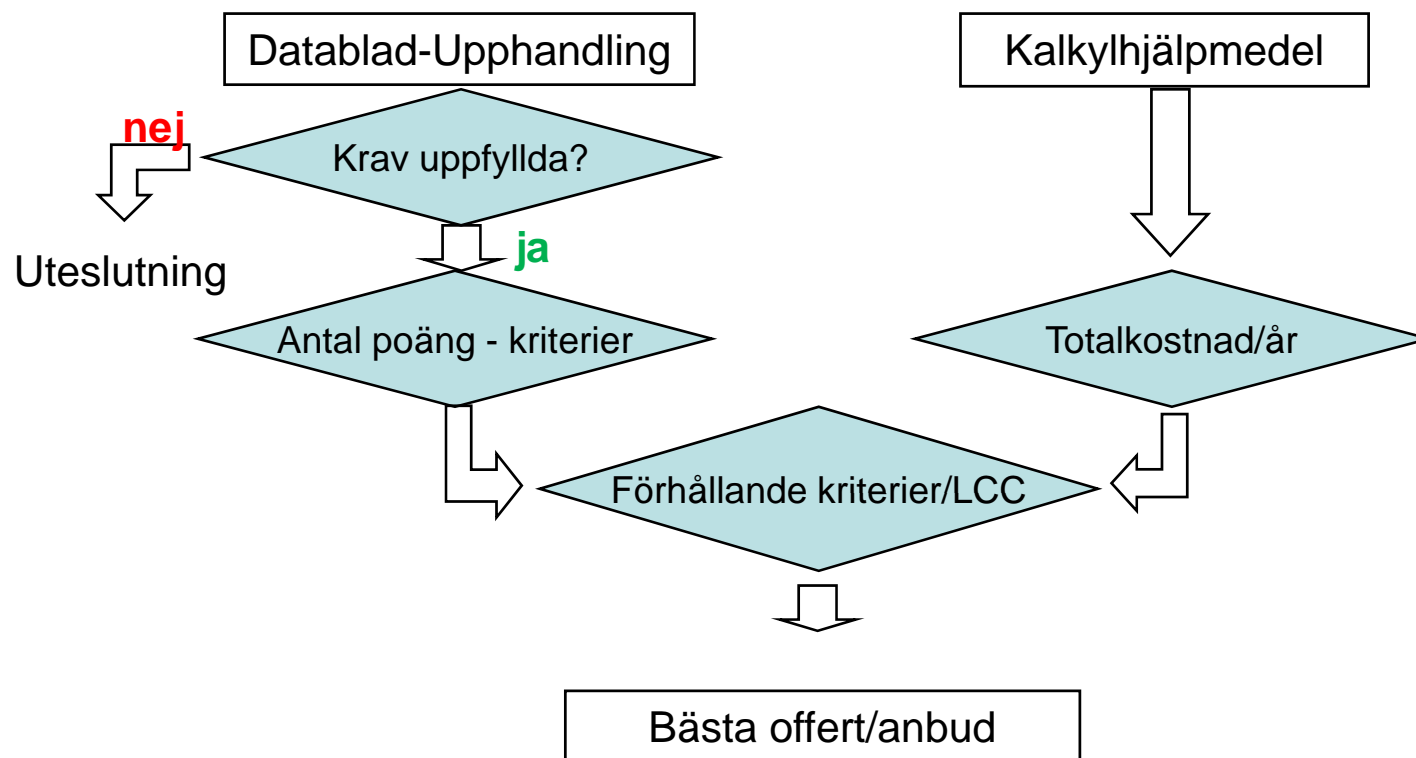 Datablad-Upphandling
Kalkylhjälpmedel
nej
Krav uppfyllda?
ja
Uteslutning
Antal poäng - kriterier
Totalkostnad/år
Förhållande kriterier/LCC
Bästa offert/anbud